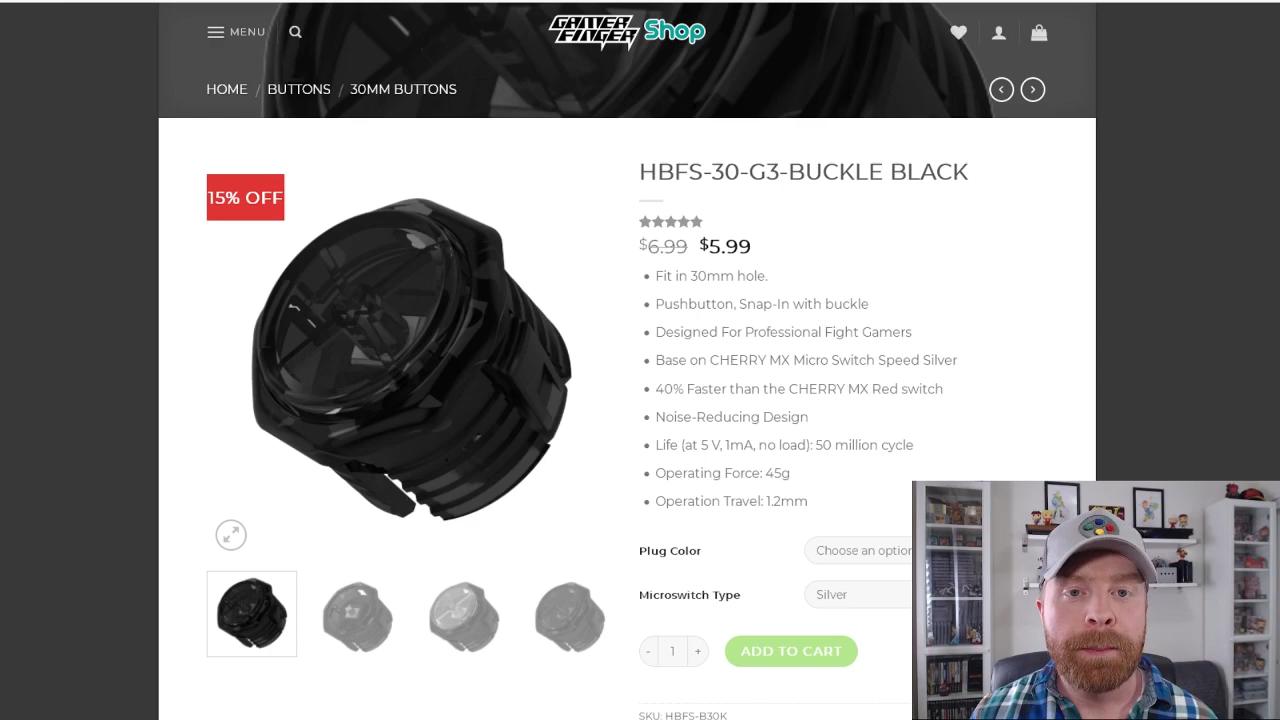 MENU
GAMER FINGER Shop
HOME / BUTTONS / 30MM BUTTONS
15% OFF
HBFS-30-G3-BUCKLE BLACK
$6.99 $5.99
Fit in 30mm hole.
Pushbutton, Snap-In with buckle
Designed For Professional Fight Gamers
Base on CHERRY MX Micro Switch Speed Silver
40% Faster than the CHERRY MX Red switch
Noise-Reducing Design
Life (at 5 V, 1mA, no load): 50 million cycle
Operating Force: 45g
Operation Travel: 1.2mm
Plug Color
Choose an option
Microswitch Type
Silver
- 1 +
ADD TO CART
SKU: HBFS-B30K